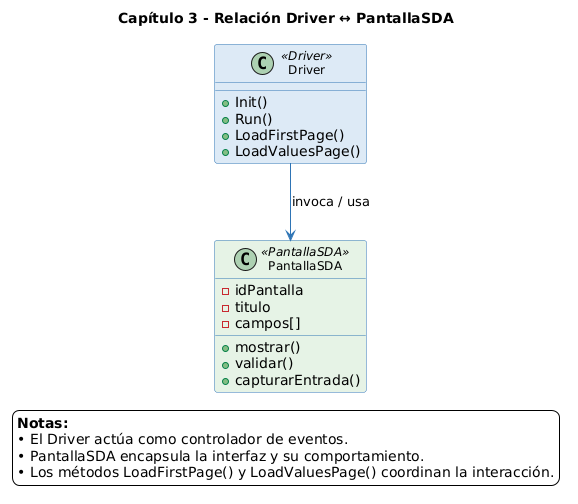 Capítulo 3 - Relación Driver ↔ PantallaSDA
C
«Driver»
Driver
Init()
Run()
LoadFirstPage()
LoadValuesPage()
invoca / usa
C
«PantallaSDA»
PantallaSDA
idPantalla
titulo
campos[]
mostrar()
validar()
capturarEntrada()
Notas:
• El Driver actúa como controlador de eventos.
• PantallaSDA encapsula la interfaz y su comportamiento.
• Los métodos LoadFirstPage() y LoadValuesPage() coordinan la interacción.